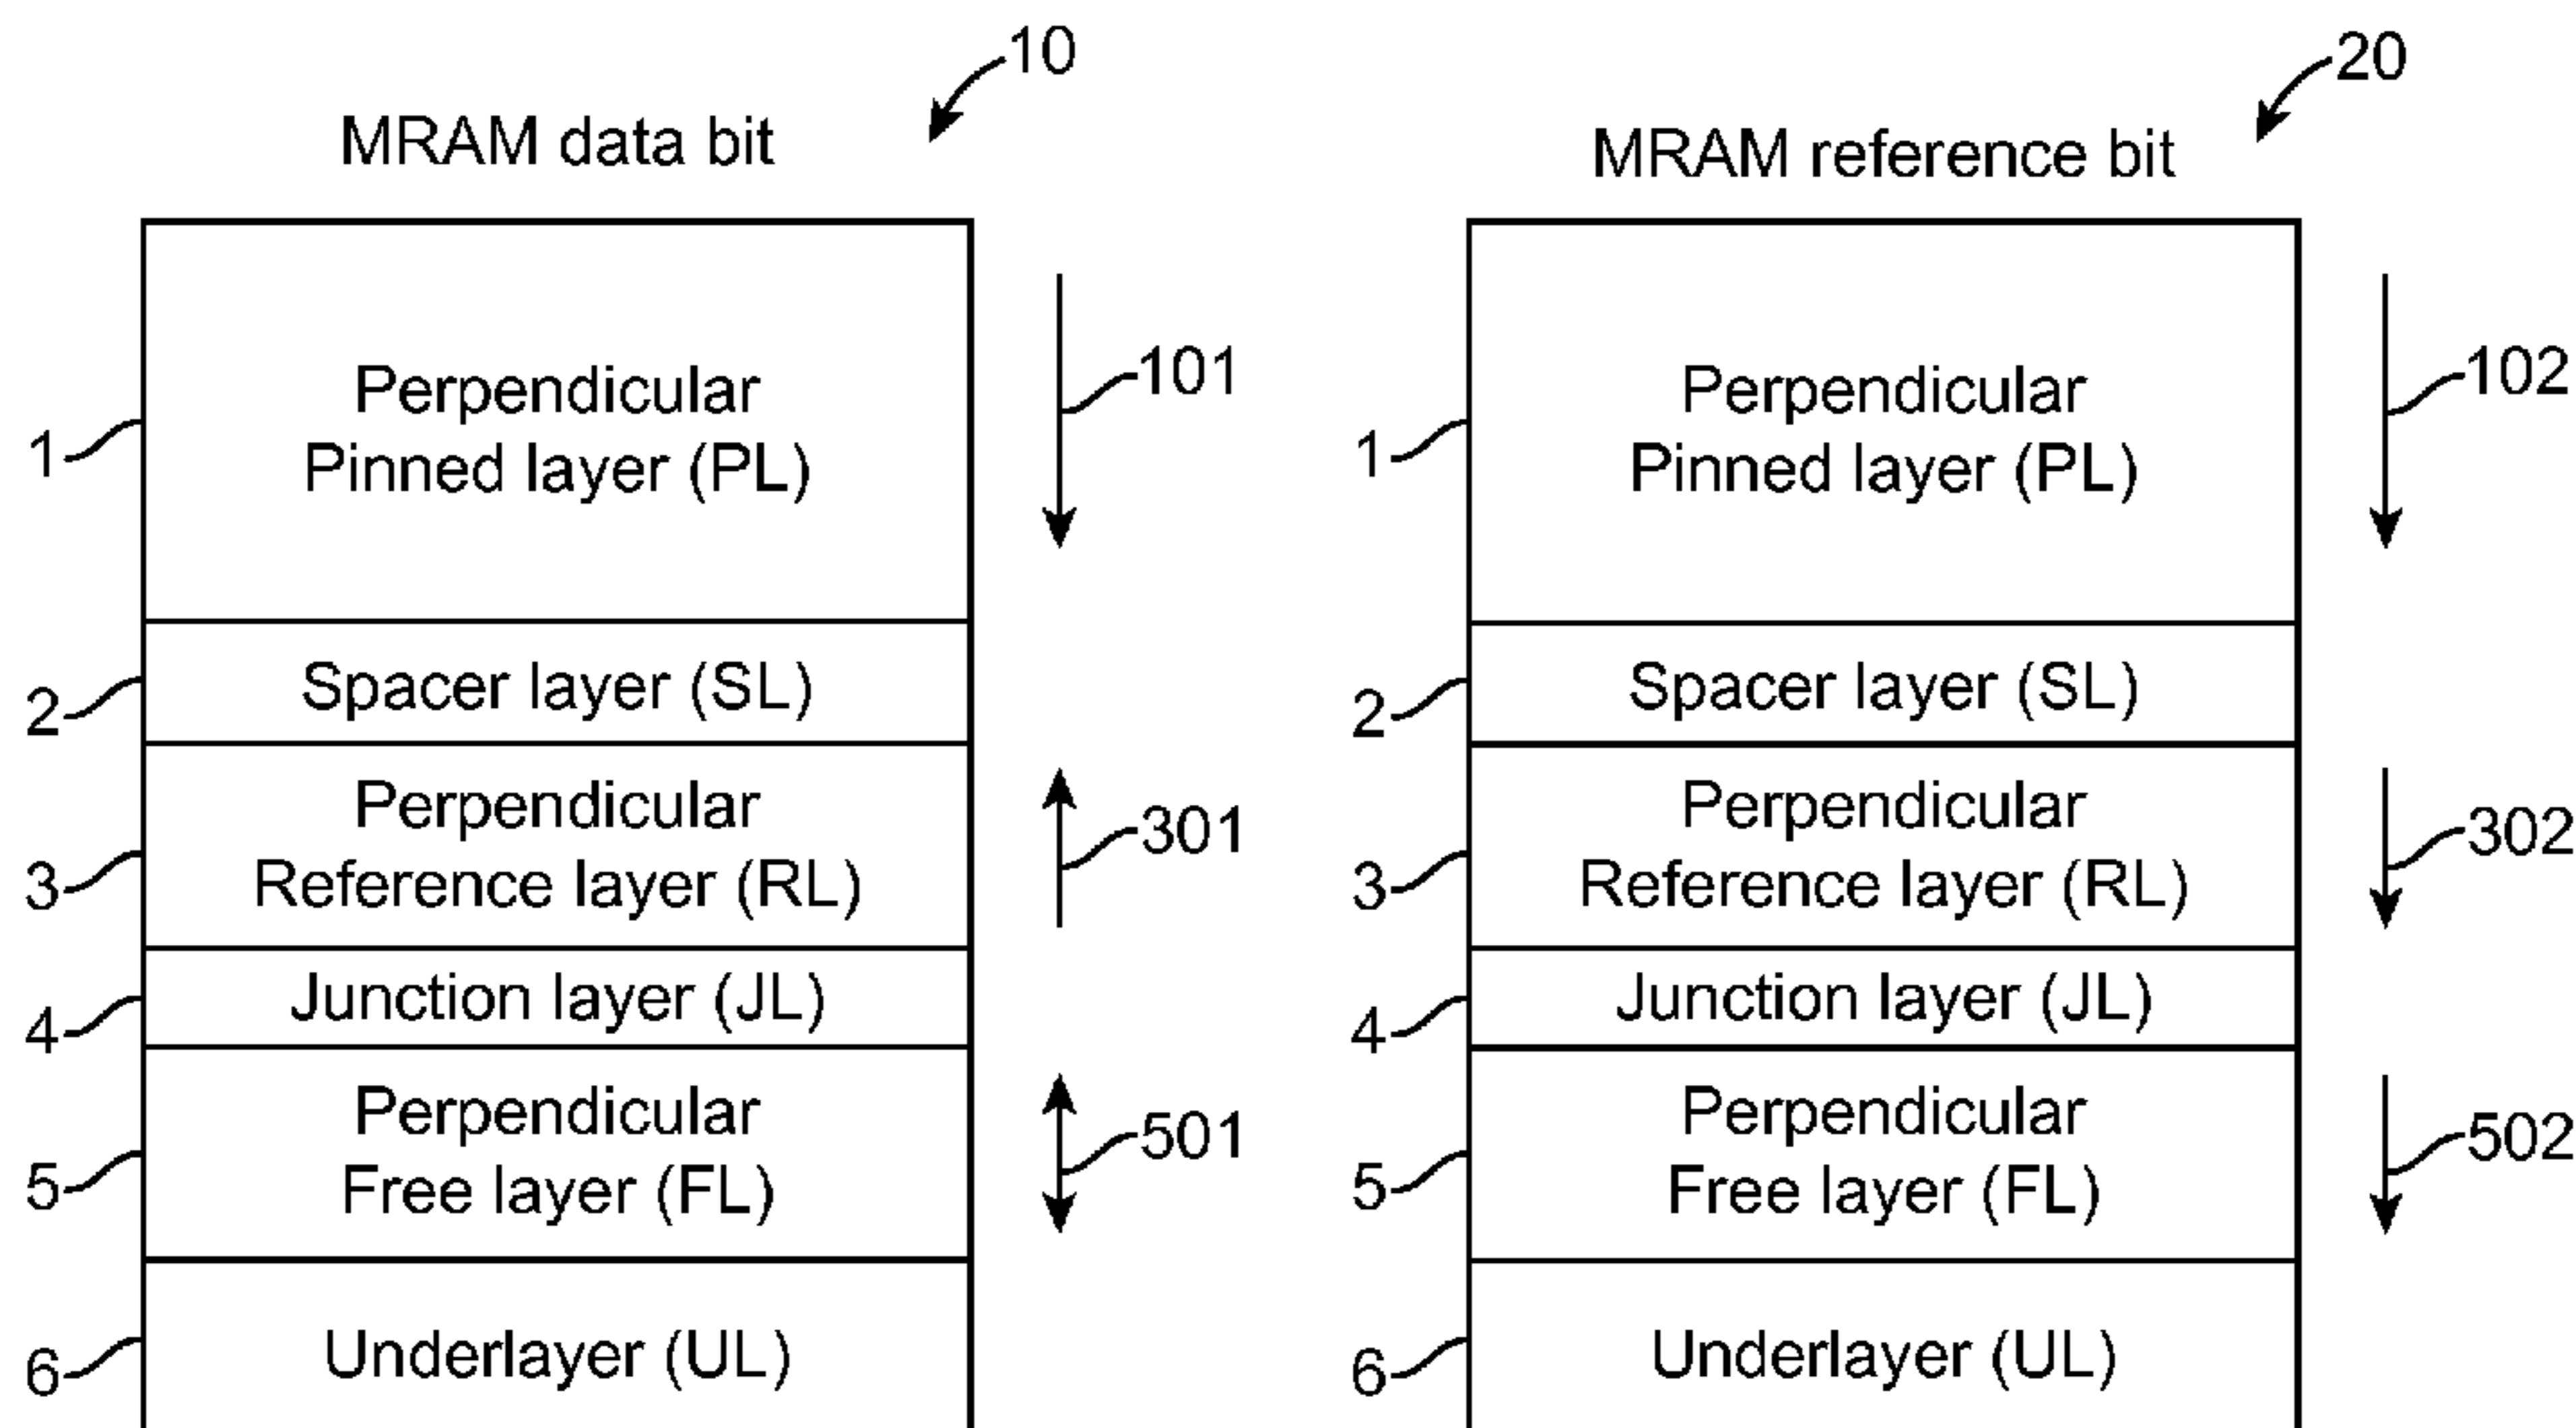 10
MRAM data bit
1
Perpendicular
Pinned layer (PL)
101
2
Spacer layer (SL)
3
Perpendicular
Reference layer (RL)
301
4
Junction layer (JL)
5
Perpendicular
Free layer (FL)
501
6
Underlayer (UL)
20
MRAM reference bit
1
Perpendicular
Pinned layer (PL)
102
2
Spacer layer (SL)
3
Perpendicular
Reference layer (RL)
302
4
Junction layer (JL)
5
Perpendicular
Free layer (FL)
502
6
Underlayer (UL)